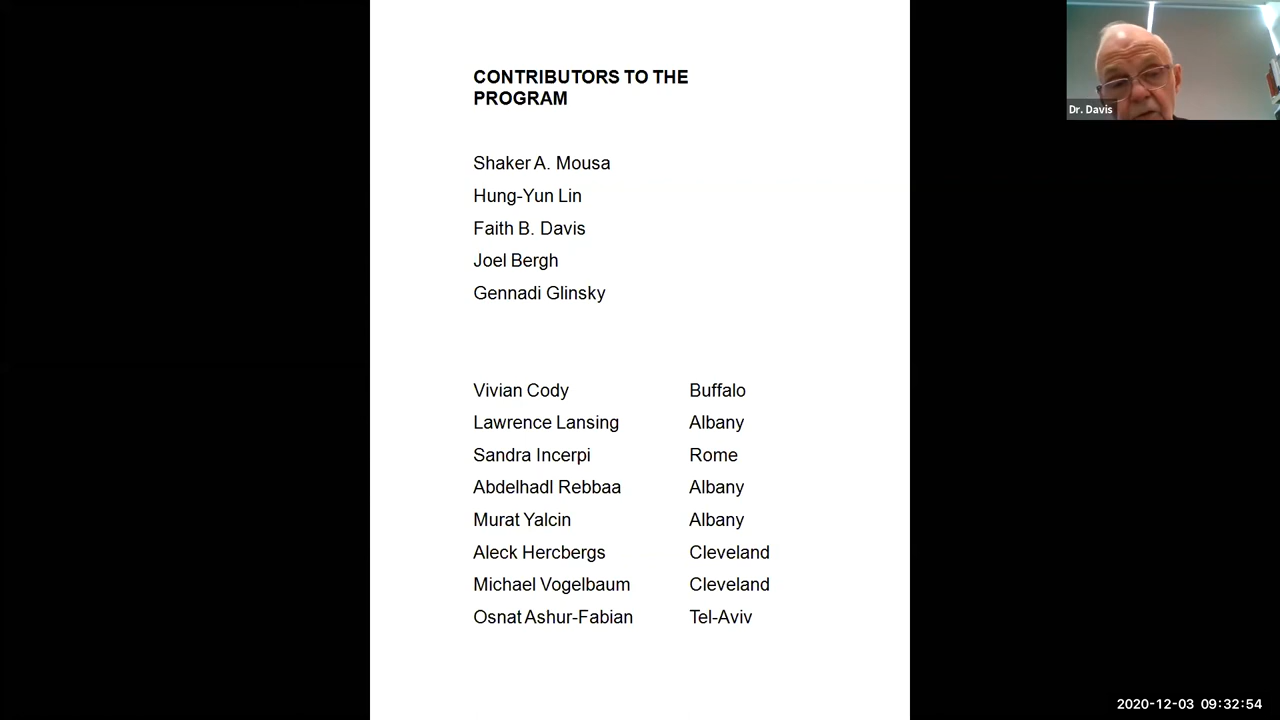 CONTRIBUTORS TO THE
PROGRAM
Shaker A. Mousa
Hung-Yun Lin
Faith B. Davis
Joel Bergh
Gennadi Glinsky
Vivian Cody Buffalo
Lawrence Lansing Albany
Sandra Incerpi Rome
Abdelhadl Rebbaa Albany
Murat Yalcin Albany
Aleck Hercbergs Cleveland
Michael Vogelbaum Cleveland
Osnat Ashur-Fabian Tel-Aviv
Dr. Davis
2020-12-03 09:32:54